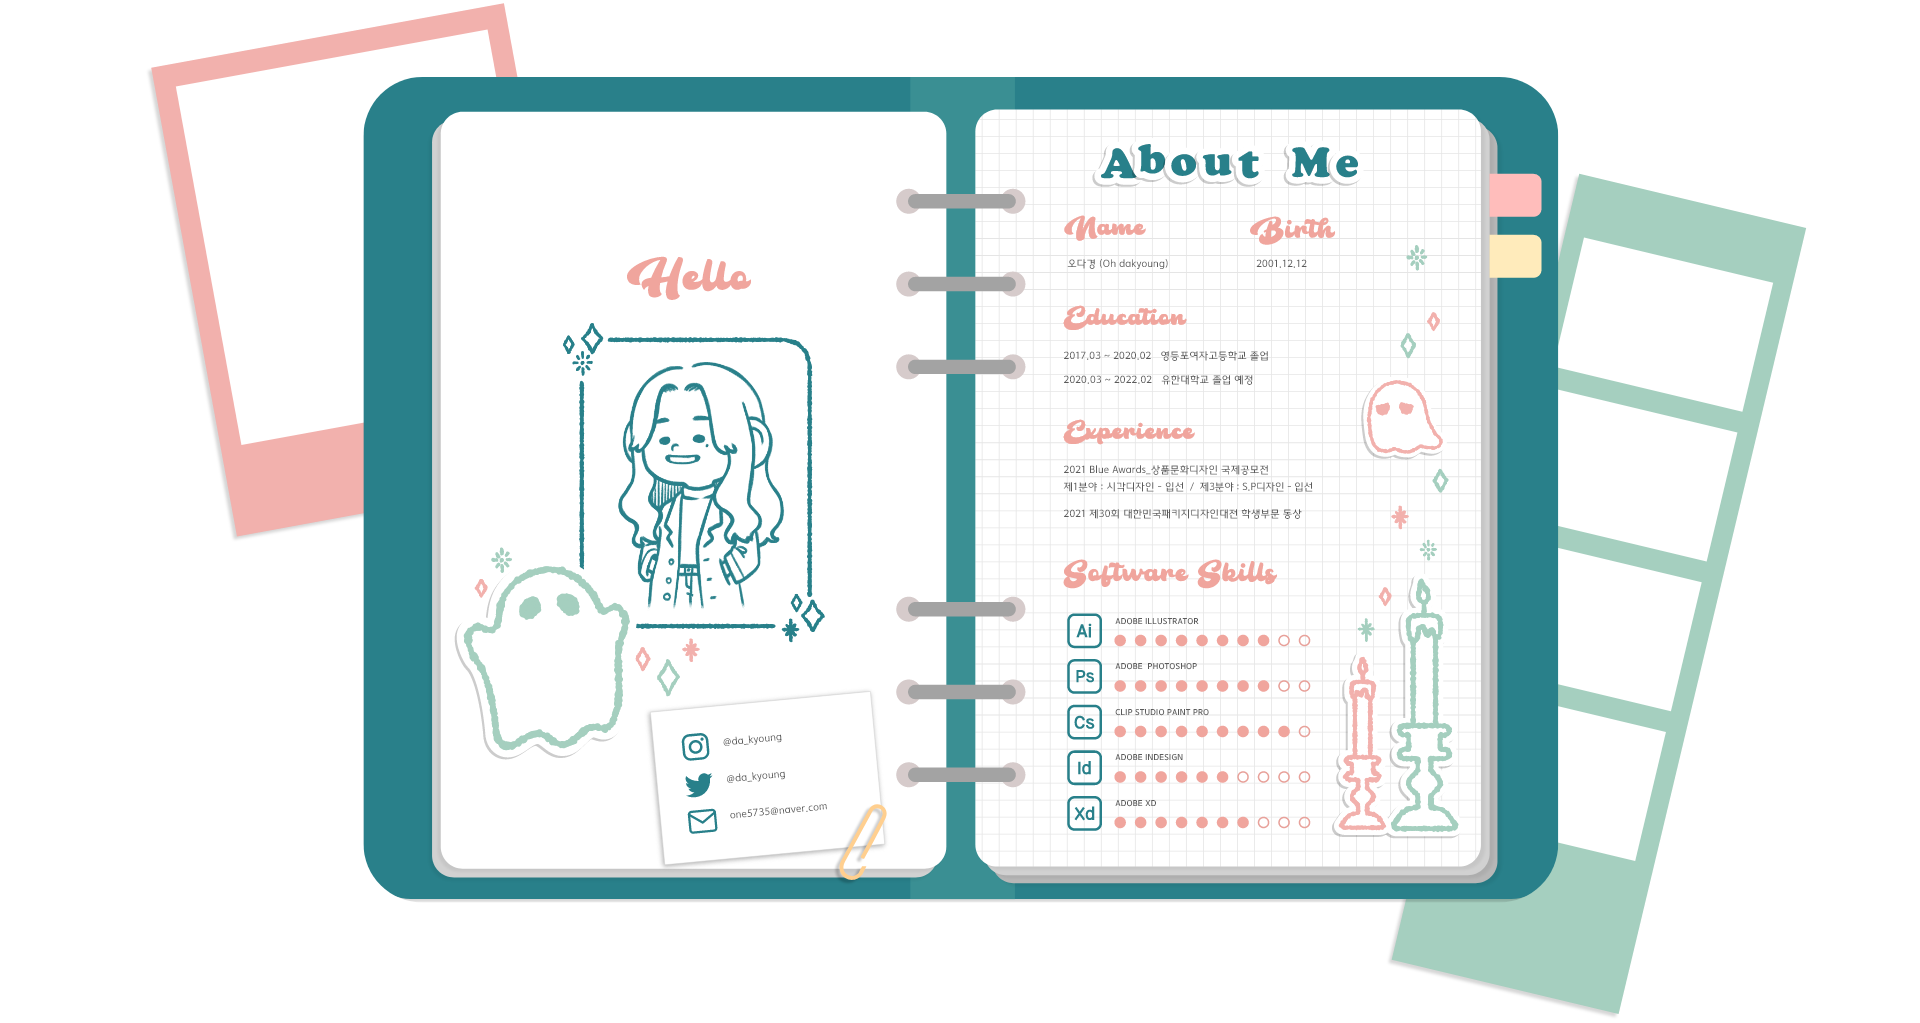 Hello
@da_kyoung
@da_kyoung
one5735@naver.com
About Me
Name Birth
오다경 (Oh dakyoung) 2001.12.12
Education
2017.03 ~ 2020.02 영등포여자고등학교 졸업
2020.03 ~ 2022.02 유한대학교 졸업 예정
Experience
2021 Blue Awards_상품문화디자인 국제공모전
제1분야 : 시각디자인 - 입선 / 제3분야 : S.P디자인 - 입선
2021 제30회 대한민국패키지디자인대전 학생부문 동상
Software Skills
Ai ADOBE ILLUSTRATOR
Ps ADOBE PHOTOSHOP
Cs CLIP STUDIO PAINT PRO
Id ADOBE INDESIGN
Xd ADOBE XD